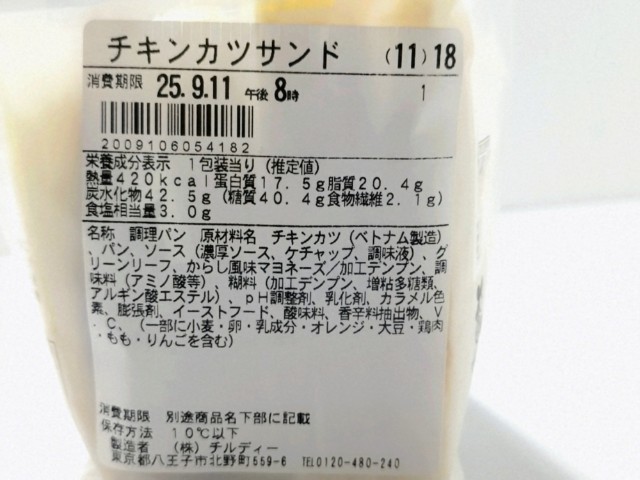 チキンカツサンド (11)18
消費期限 25.9.11 午後 8時 1
2009106054182
栄養成分表示 1包装当り(推定値)
熱量420kcal蛋白質17.5g脂質20.4g
炭水化物42.5g(糖質40.4g食物繊維2.1g)
食塩相当量3.0g
名称 調理パン 原材料名 チキンカツ(ベトナム製造)
、パン、ソース(濃厚ソース、ケチャップ、調味液)、グ
リーンリーフ、からし風味マヨネーズ/加工デンプン、調
味料(アミノ酸等)、糊料(加工デンプン、増粘多糖類、
アルギン酸エステル)、pH調整剤、乳化剤、カラメル色
素、膨張剤、イーストフード、酸味料、香辛料抽出物、V
.C、(一部に小麦・卵・乳成分・オレンジ・大豆・鶏肉
・もも・りんごを含む)
消費期限 別途商品名下部に記載
保存方法 10℃以下
製造者 (株)チルディー
東京都八王子市北野町559-6 TEL0120-480-240